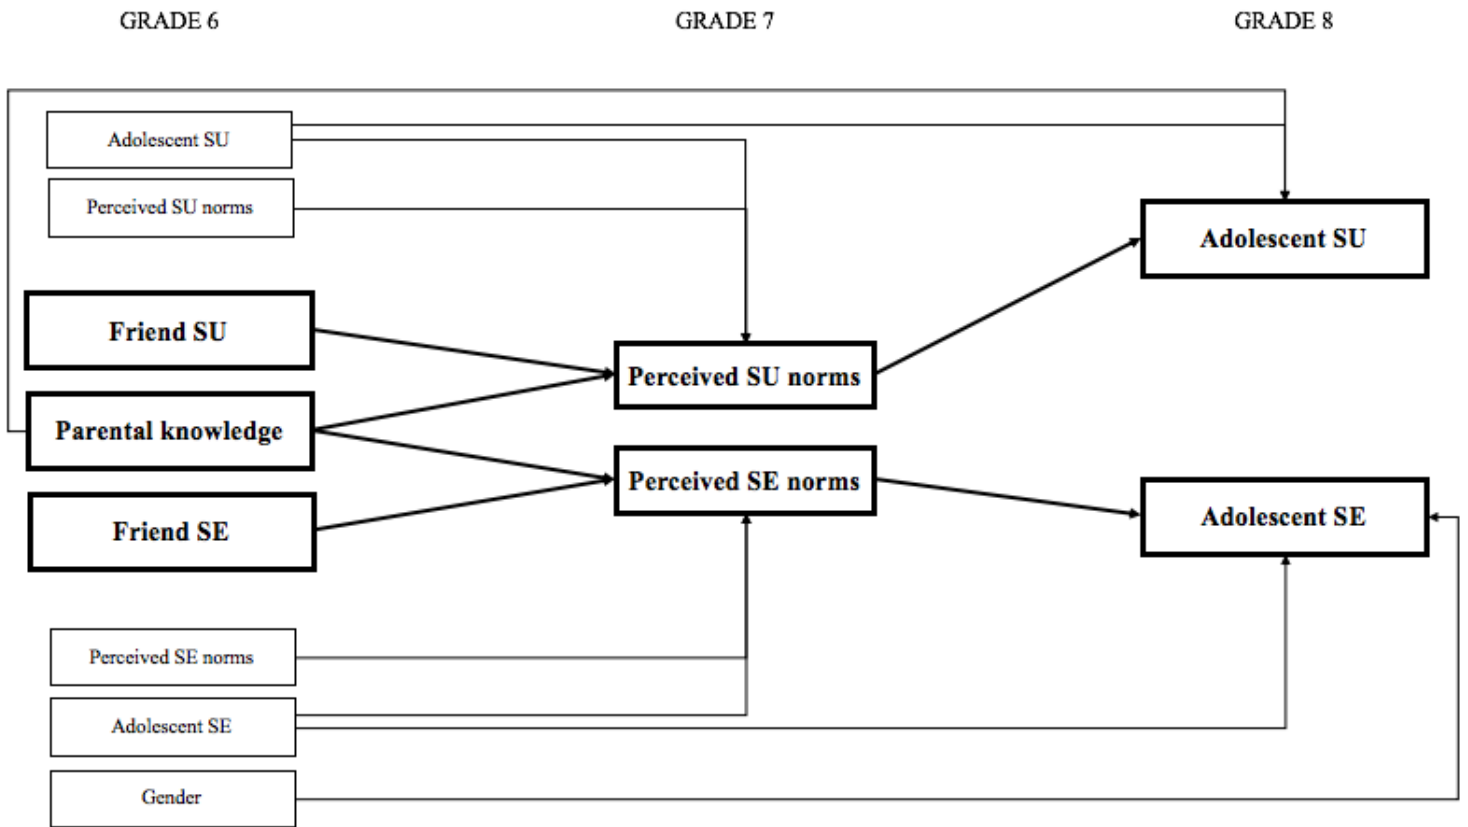 GRADE 6
GRADE 7
GRADE 8
Adolescent SU
Perceived SU norms
Adolescent SU
Friend SU
Perceived SU norms
Parental knowledge
Perceived SE norms
Friend SE
Adolescent SE
Perceived SE norms
Adolescent SE
Gender